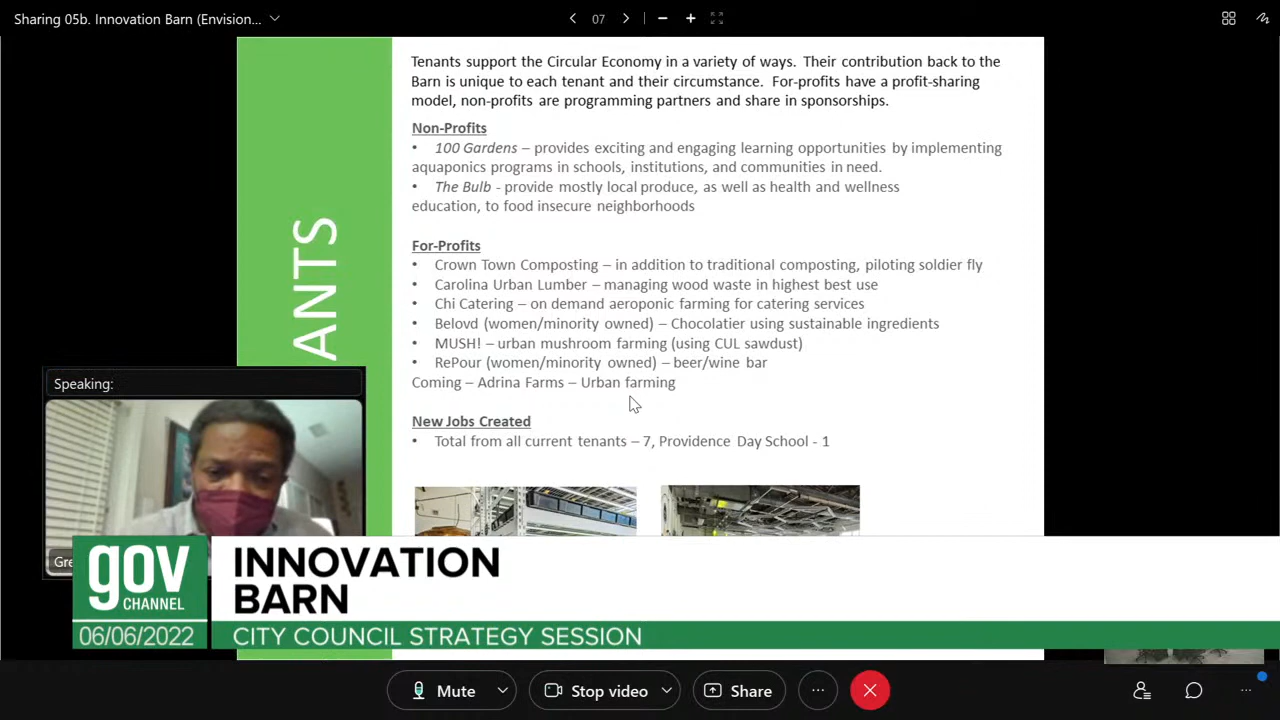 Sharing 05b. Innovation Barn (Envision...
07
Tenants support the Circular Economy in a variety of ways. Their contribution back to the
Barn is unique to each tenant and their circumstance. For-profits have a profit-sharing
model, non-profits are programming partners and share in sponsorships.
Non-Profits
• 100 Gardens – provides exciting and engaging learning opportunities by implementing
aquaponics programs in schools, institutions, and communities in need.
• The Bulb - provide mostly local produce, as well as health and wellness
education, to food insecure neighborhoods
For-Profits
• Crown Town Composting – in addition to traditional composting, piloting soldier fly
• Carolina Urban Lumber – managing wood waste in highest best use
• Chi Catering – on demand aeroponic farming for catering services
• Belovd (women/minority owned) – Chocolatier using sustainable ingredients
• MUSH! – urban mushroom farming (using CUL sawdust)
• RePour (women/minority owned) – beer/wine bar
Coming – Adrina Farms – Urban farming
New Jobs Created
• Total from all current tenants – 7, Providence Day School - 1
ANTS
Speaking:
Gre
gov
CHANNEL
06/06/2022
INNOVATION
BARN
CITY COUNCIL STRATEGY SESSION
Mute
Stop video
Share